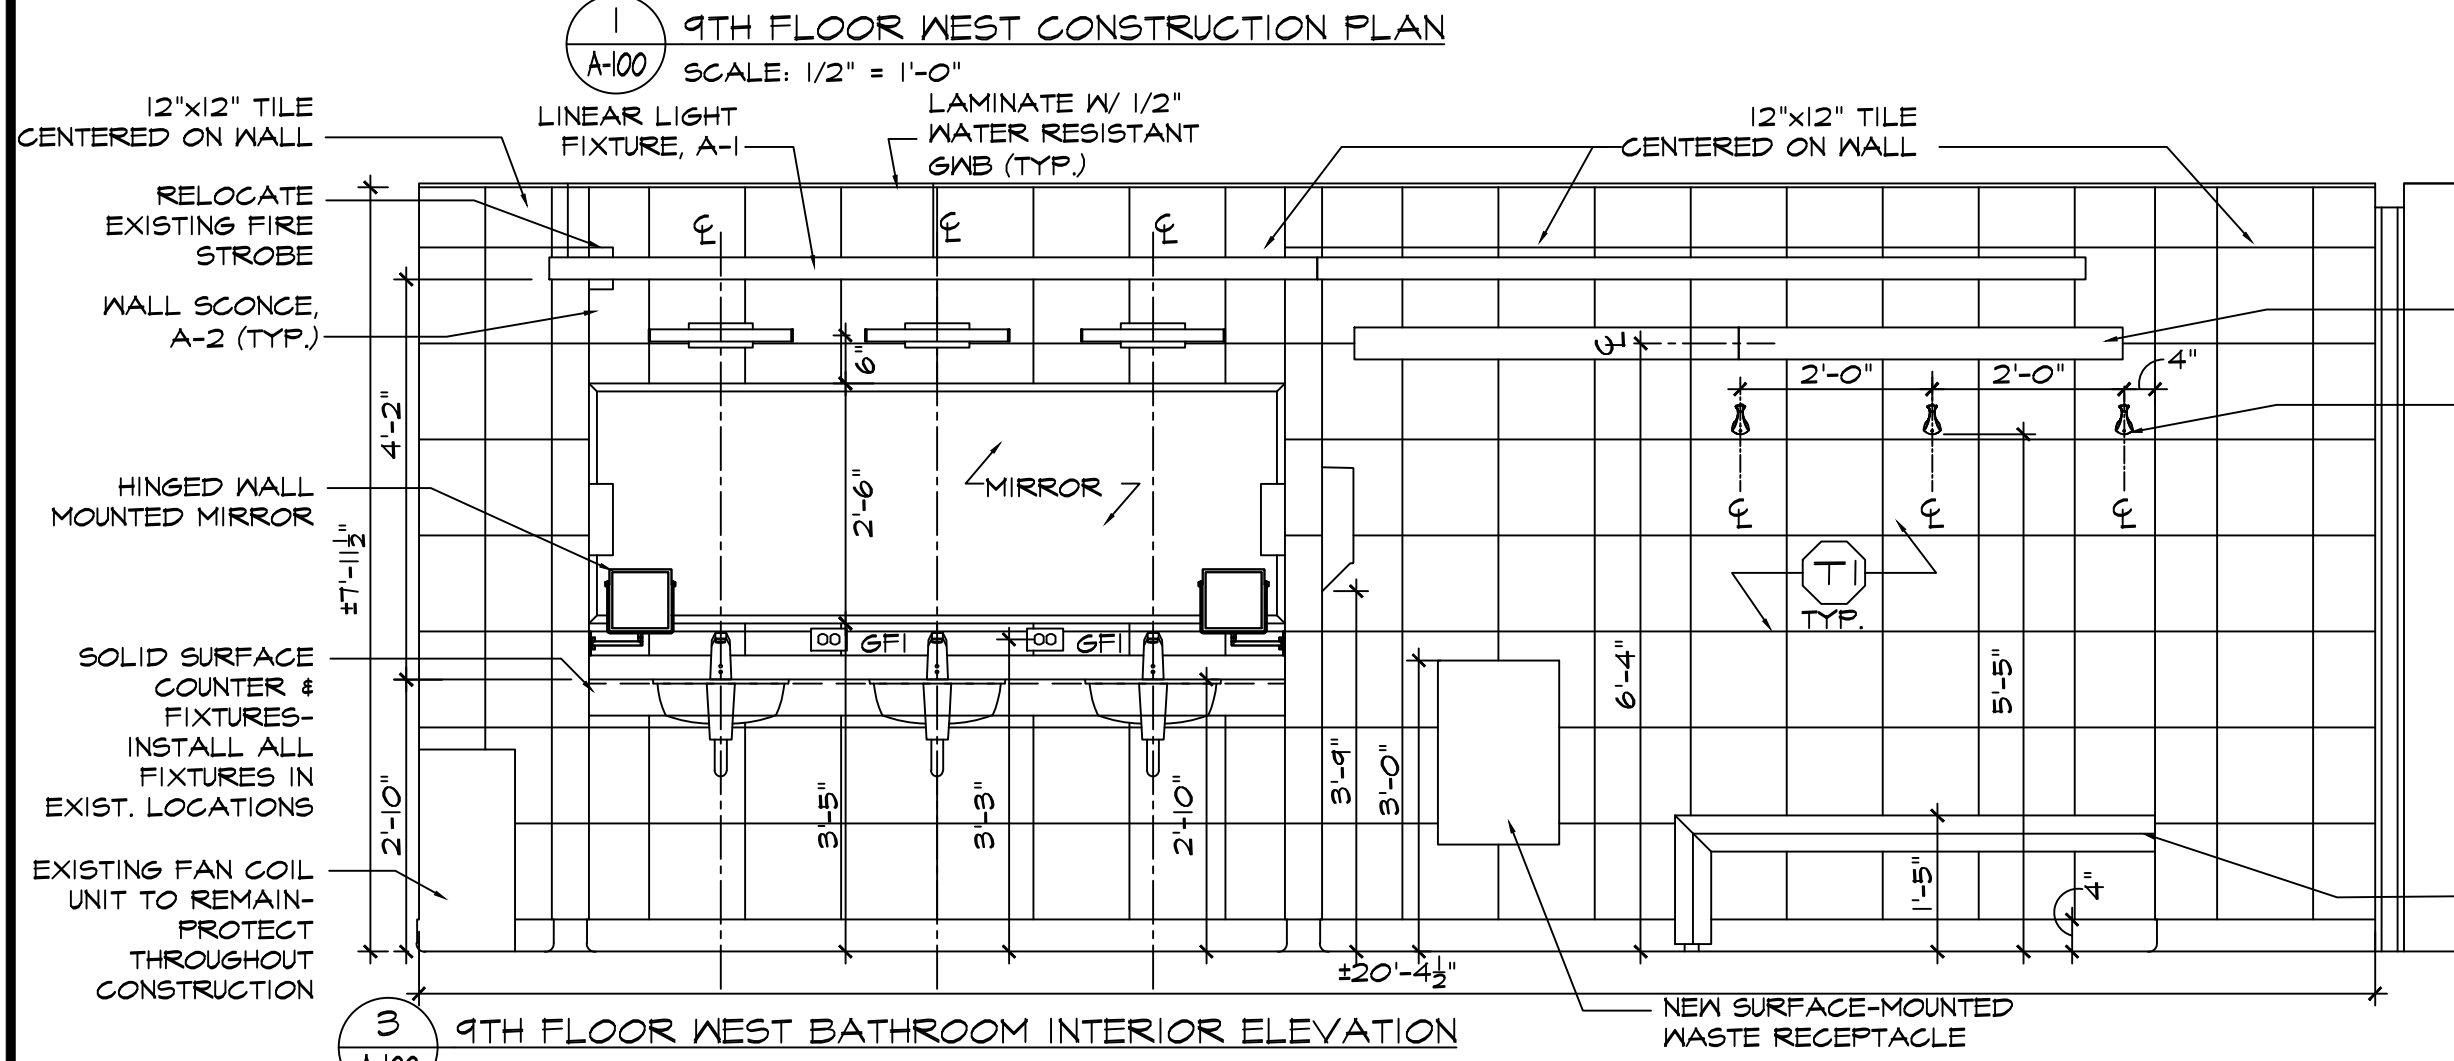 1
A-100
9TH FLOOR WEST CONSTRUCTION PLAN
SCALE: 1/2" = 1'-0"
12"x12" TILE
CENTERED ON WALL
LINEAR LIGHT
FIXTURE, A-1
LAMINATE W/ 1/2"
WATER RESISTANT
GWB (TYP.)
12"x12" TILE
CENTERED ON WALL
RELOCATE
EXISTING FIRE
STROBE
WALL SCONCE,
A-2 (TYP.)
HINGED WALL
MOUNTED MIRROR
SOLID SURFACE
COUNTER &
FIXTURES-
INSTALL ALL
FIXTURES IN
EXIST. LOCATIONS
EXISTING FAN COIL
UNIT TO REMAIN-
PROTECT
THROUGHOUT
CONSTRUCTION
±7'-11½"
4'-2"
2'-10"
℄
℄
℄
6"
2'-6"
MIRROR
GFI
GFI
3'-5"
3'-3"
2'-10"
3'-9"
3'-0"
℄
6'-4"
2'-0"
2'-0"
4"
℄
℄
℄
T1
TYP.
5'-5"
1'-5"
4"
±20'-4½"
NEW SURFACE-MOUNTED
WASTE RECEPTACLE
3
A-100
9TH FLOOR WEST BATHROOM INTERIOR ELEVATION